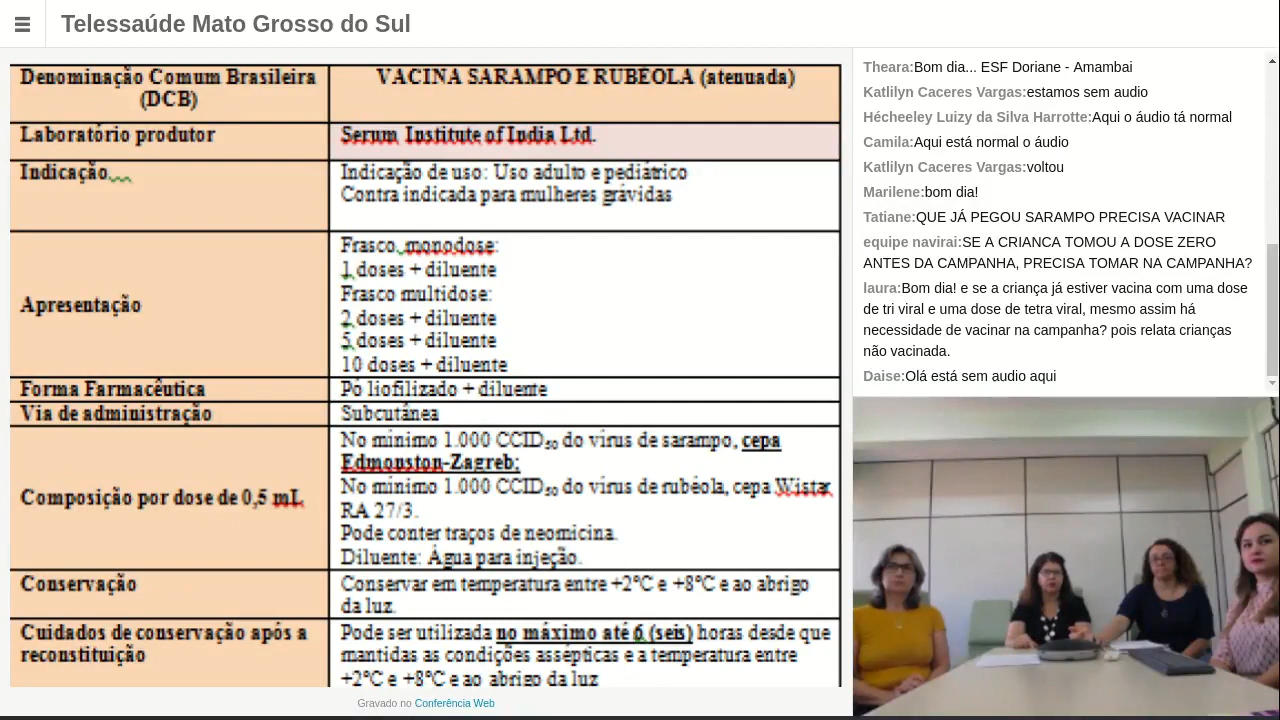 Telessaúde Mato Grosso do Sul
Denominação Comum Brasileira
(DCB)
VACINA SARAMPO E RUBÉOLA (atenuada)
Laboratório produtor
Serum Institute of India Ltd.
Indicação
Indicação de uso: Uso adulto e pediátrico
Contra indicada para mulheres grávidas
Apresentação
Frasco monodose:
1 doses + diluente
Frasco multidose:
2 doses + diluente
5 doses + diluente
10 doses + diluente
Forma Farmacêutica
Pó liofilizado + diluente
Via de administração
Subcutânea
Composição por dose de 0,5 mL
No mínimo 1.000 CCID₅₀ do vírus de sarampo, cepa
Edmouston-Zagreb;
No mínimo 1.000 CCID₅₀ do vírus de rubéola, cepa Wistar
RA 27/3.
Pode conter traços de neomicina.
Diluente: Água para injeção.
Conservação
Conservar em temperatura entre +2°C e +8°C e ao abrigo
da luz.
Cuidados de conservação após a
reconstituição
Pode ser utilizada no máximo até 6 (seis) horas desde que
mantidas as condições assépticas e a temperatura entre
+2°C e +8°C e ao abrigo da luz
Gravado no Conferência Web
Theara:Bom dia... ESF Doriane - Amambai
Katlilyn Caceres Vargas:estamos sem audio
Hécheeley Luizy da Silva Harrotte:Aqui o áudio tá normal
Camila:Aqui está normal o áudio
Katlilyn Caceres Vargas:voltou
Marilene:bom dia!
Tatiane:QUE JÁ PEGOU SARAMPO PRECISA VACINAR
equipe navirai:SE A CRIANCA TOMOU A DOSE ZERO
ANTES DA CAMPANHA, PRECISA TOMAR NA CAMPANHA?
laura:Bom dia! e se a criança já estiver vacina com uma dose
de tri viral e uma dose de tetra viral, mesmo assim há
necessidade de vacinar na campanha? pois relata crianças
não vacinada.
Daise:Olá está sem audio aqui